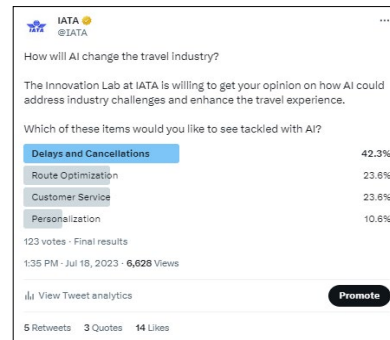 IATA
@IATA
How will AI change the travel industry?
The Innovation Lab at IATA is willing to get your opinion on how AI could
address industry challenges and enhance the travel experience.
Which of these items would you like to see tackled with AI?
Delays and Cancellations 42.3%
Route Optimization 23.6%
Customer Service 23.6%
Personalization 10.6%
123 votes · Final results
1:35 PM · Jul 18, 2023 · 6,628 Views
View Tweet analytics Promote
5 Retweets 3 Quotes 14 Likes